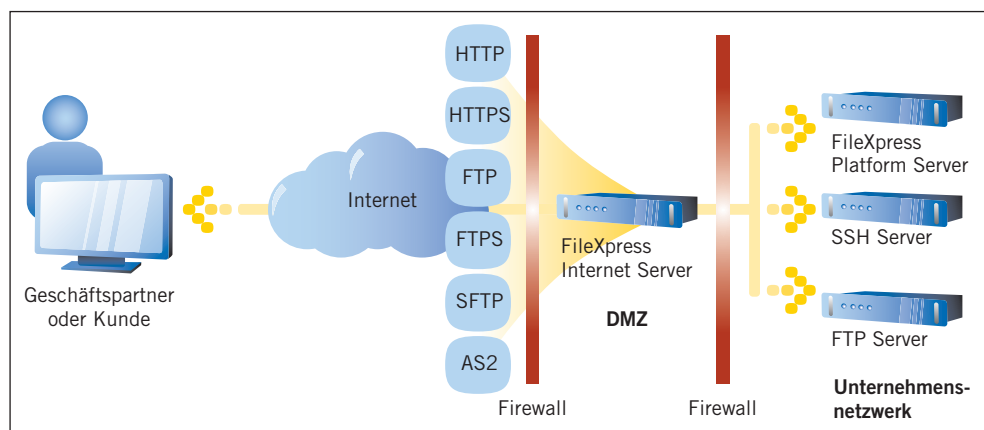 Geschäftspartner
oder Kunde
Internet
HTTP
HTTPS
FTP
FTPS
SFTP
AS2
Firewall
FileXpress
Internet Server
DMZ
Firewall
FileXpress
Platform Server
SSH Server
FTP Server
Unternehmens-
netzwerk